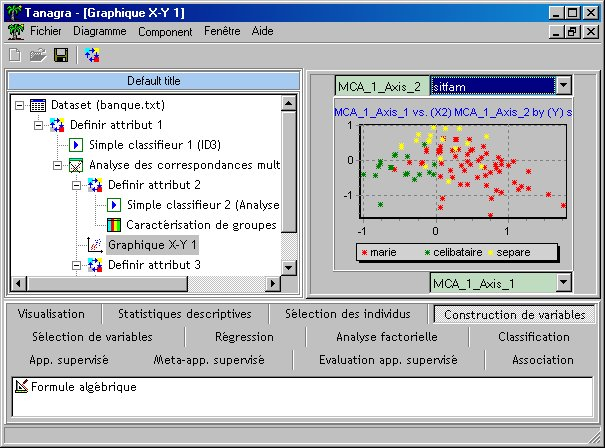 Tanagra - [Graphique X-Y 1]
Fichier Diagramme Component Fenêtre Aide
Default title
Dataset (banque.txt)
Définir attribut 1
Simple classifieur 1 (ID3)
Analyse des correspondances mult
Définir attribut 2
Simple classifieur 2 (Analyse
Caractérisation de groupes
Graphique X-Y 1
Définir attribut 3
MCA_1_Axis_2 sitfam
MCA_1_Axis_1 vs. (X2) MCA_1_Axis_2 by (Y) s
1
0
-1
-1 0 1
marie celibataire separe
MCA_1_Axis_1
Visualisation Statistiques descriptives Sélection des individus Construction de variables
Sélection de variables Régression Analyse factorielle Classification
App. supervisé Meta-app. supervisé Evaluation app. supervisé Association
Formule algébrique